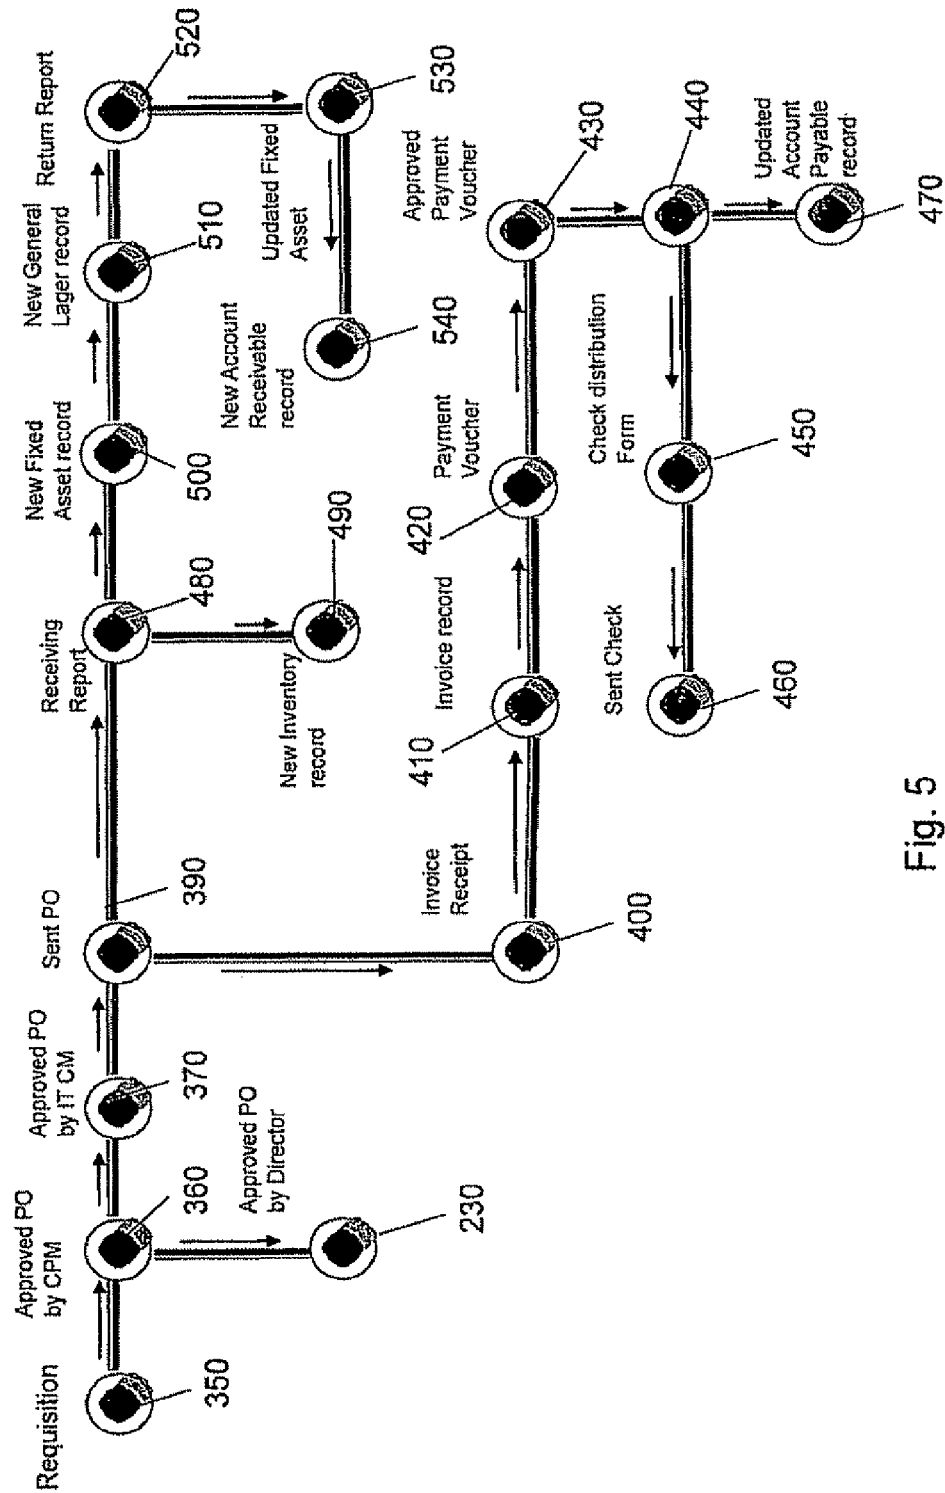 Requisition
350
Approved PO
by CPM
360
Approved PO
by Director
230
Approved PO
by IT CM
370
Sent PO
390
Receiving
Report
480
New Inventory
record
490
New Fixed
Asset record
500
New General
Lager record
510
Return Report
520
Updated Fixed
Asset
530
New Account
Receivable
record
540
Invoice
Receipt
400
Invoice record
410
Payment
Voucher
420
Approved
Payment
Voucher
430
440
Check distribution
Form
450
Sent Check
460
Updated
Account
Payable
record
470
Fig. 5